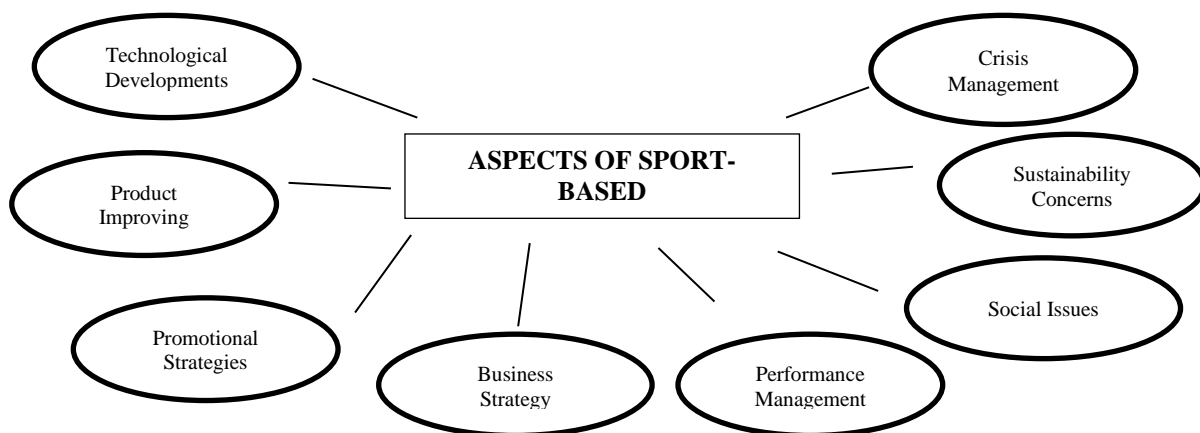 Technological
Developments
Crisis
Management
ASPECTS OF SPORT-
BASED
Product
Improving
Sustainability
Concerns
Social Issues
Promotional
Strategies
Business
Strategy
Performance
Management